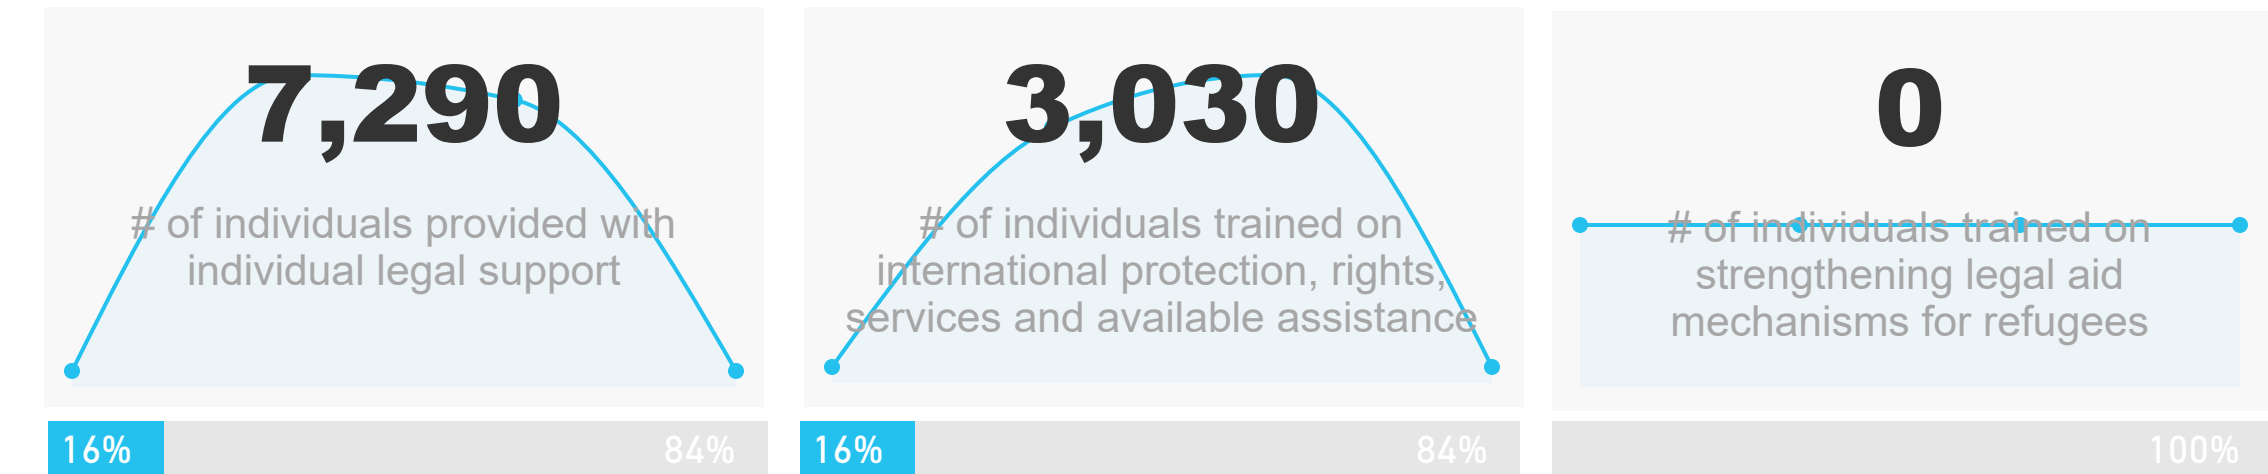 7,290
# of individuals provided with
individual legal support
16%
84%
3,030
# of individuals trained on
international protection, rights,
services and available assistance
16%
84%
0
# of individuals trained on
strengthening legal aid
mechanisms for refugees
100%